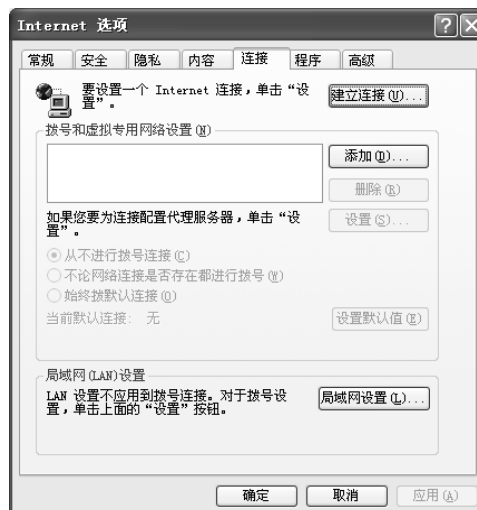 Internet 选项
常规 安全 隐私 内容 连接 程序 高级
要设置一个 Internet 连接，单击“设
置”。
建立连接(U)...
拨号和虚拟专用网络设置(N)
添加(D)...
删除(R)
如果您要为连接配置代理服务器，单击“设
置”。
设置(S)...
从不进行拨号连接(C)
不论网络连接是否存在都进行拨号(W)
始终拨默认连接(O)
当前默认连接： 无
设置默认值(E)
局域网(LAN)设置
LAN 设置不应用到拨号连接。对于拨号设
置，单击上面的“设置”按钮。
局域网设置(L)...
确定 取消 应用(A)